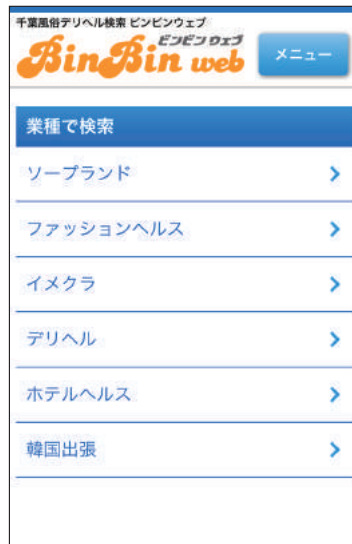 千葉風俗デリヘル検索 ビンビンウェブ
ビンビン ウェブ
BinBin web
メニュー
業種で検索
ソープランド
ファッションヘルス
イメクラ
デリヘル
ホテルヘルス
韓国出張